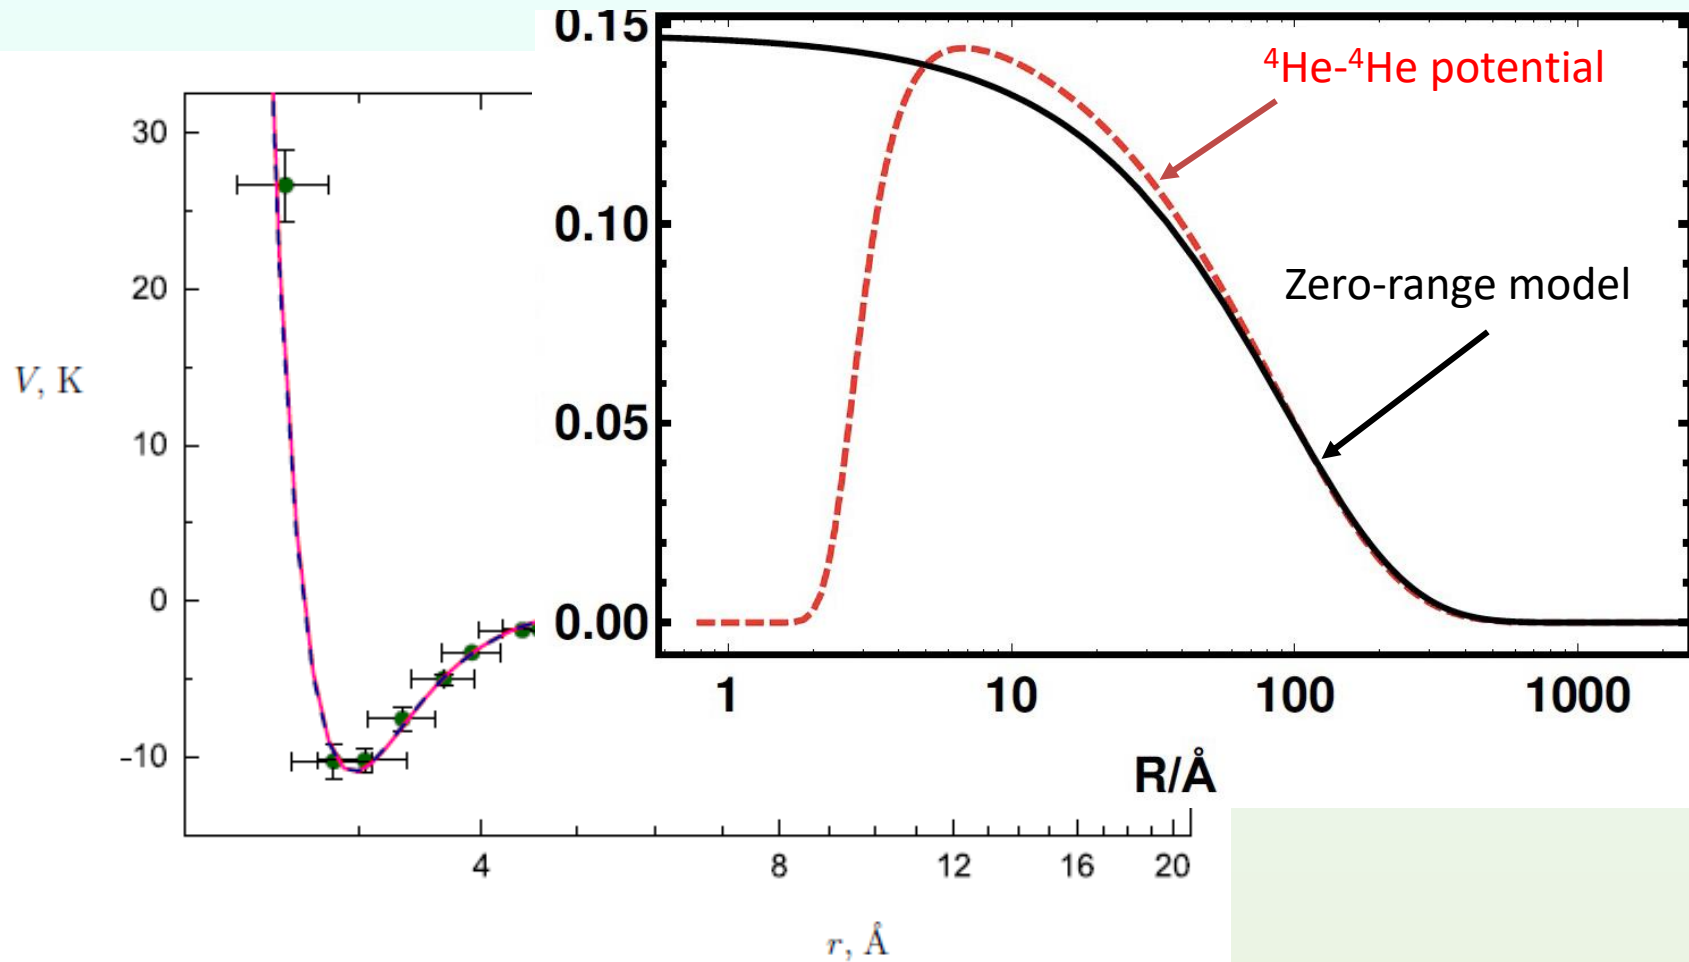 0.15
0.10
0.05
0.00
⁴He-⁴He potential
Zero-range model
1 10 100 1000
R/Å
30
20
10
0
−10
V, K
4 8 12 16 20
r, Å